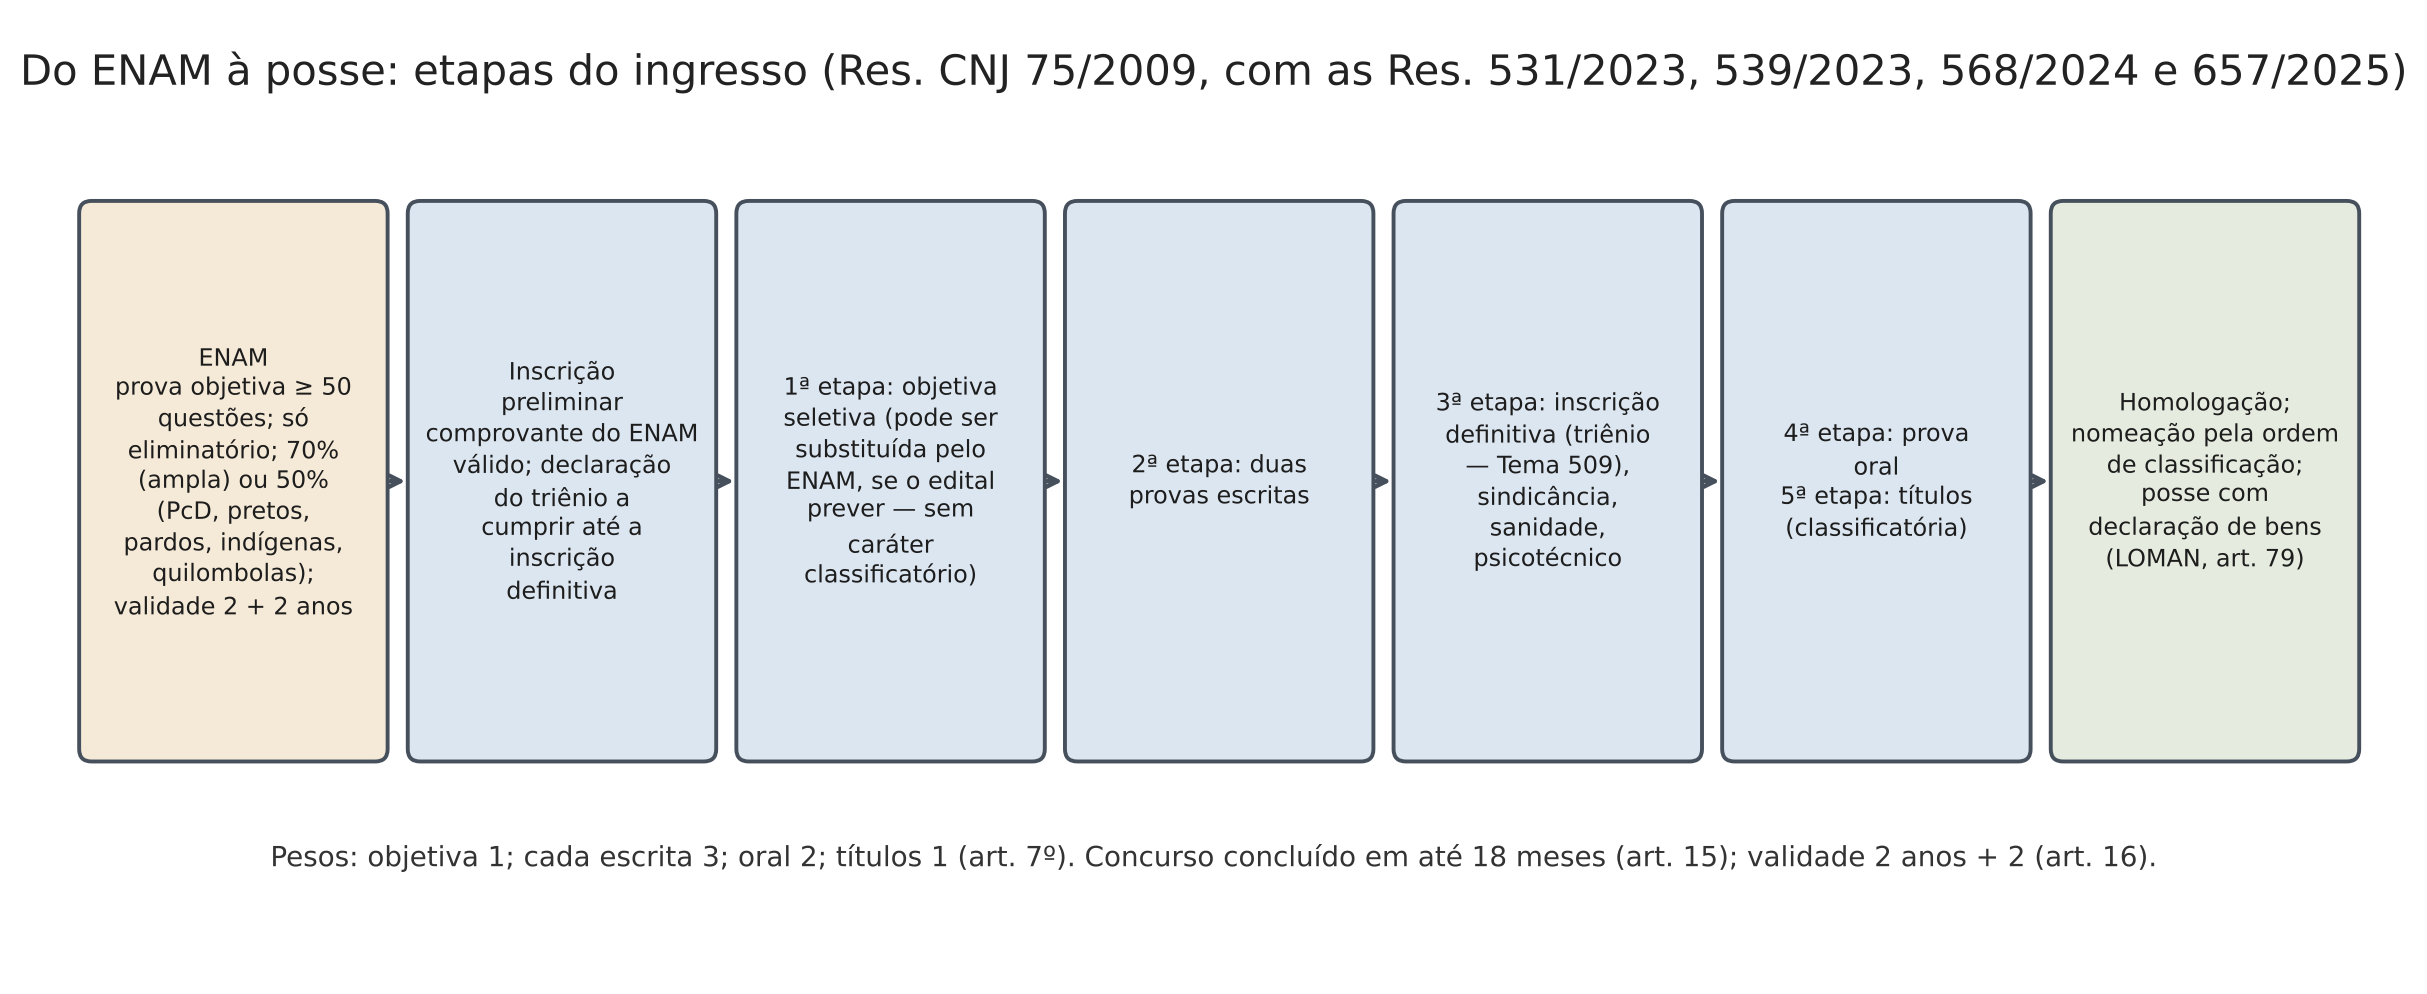 Do ENAM à posse: etapas do ingresso (Res. CNJ 75/2009, com as Res. 531/2023, 539/2023, 568/2024 e 657/2025)
ENAM
prova objetiva ≥ 50
questões; só
eliminatório; 70%
(ampla) ou 50%
(PcD, pretos,
pardos, indígenas,
quilombolas);
validade 2 + 2 anos
Inscrição
preliminar
comprovante do ENAM
válido; declaração
do triênio a
cumprir até a
inscrição
definitiva
1ª etapa: objetiva
seletiva (pode ser
substituída pelo
ENAM, se o edital
prever — sem
caráter
classificatório)
2ª etapa: duas
provas escritas
3ª etapa: inscrição
definitiva (triênio
— Tema 509),
sindicância,
sanidade,
psicotécnico
4ª etapa: prova
oral
5ª etapa: títulos
(classificatória)
Homologação;
nomeação pela ordem
de classificação;
posse com
declaração de bens
(LOMAN, art. 79)
Pesos: objetiva 1; cada escrita 3; oral 2; títulos 1 (art. 7º). Concurso concluído em até 18 meses (art. 15); validade 2 anos + 2 (art. 16).